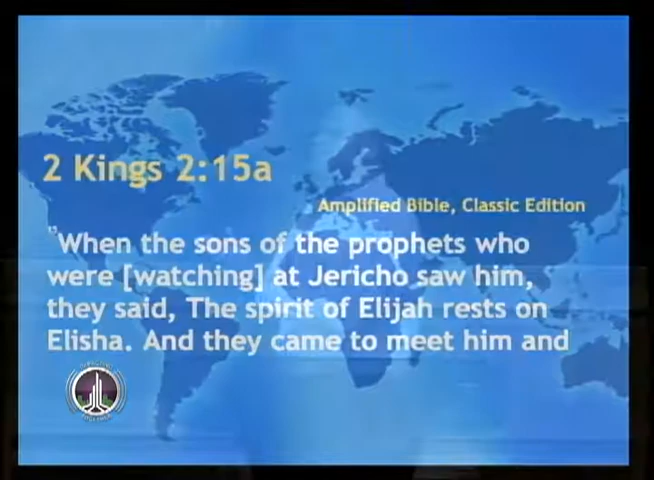 2 Kings 2:15a
Amplified Bible, Classic Edition
15 When the sons of the prophets who
were [watching] at Jericho saw him,
they said, The spirit of Elijah rests on
Elisha. And they came to meet him and